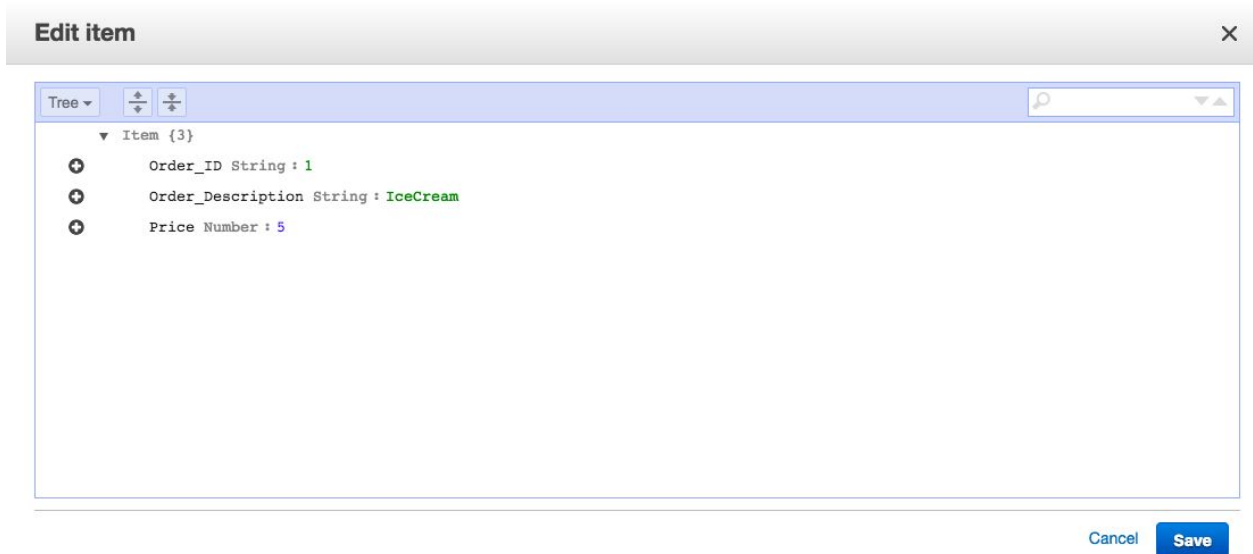 Edit item
Tree
Item {3}
Order_ID String : 1
Order_Description String : IceCream
Price Number : 5
Cancel Save